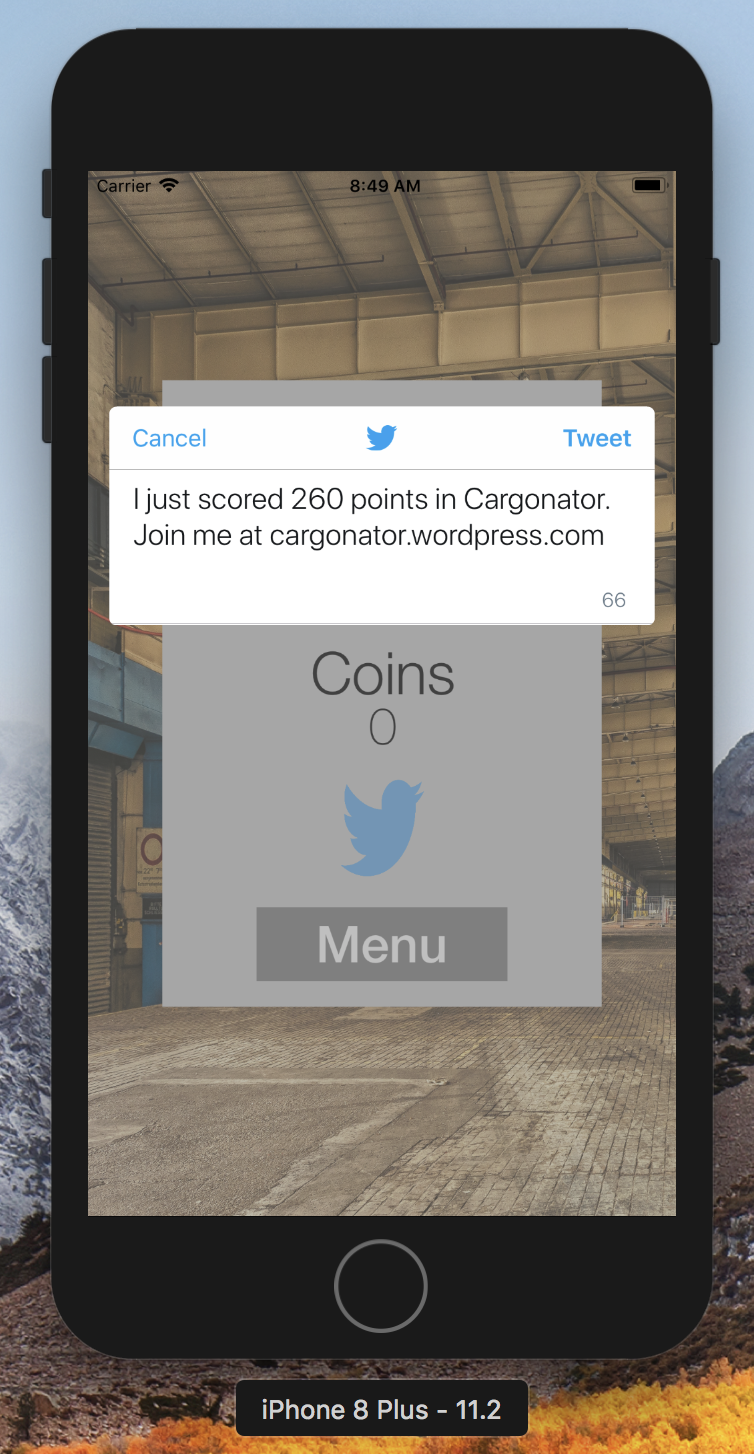 Carrier
8:49 AM
Cancel
Tweet
I just scored 260 points in Cargonator.
Join me at cargonator.wordpress.com
66
Coins
0
Menu
iPhone 8 Plus - 11.2